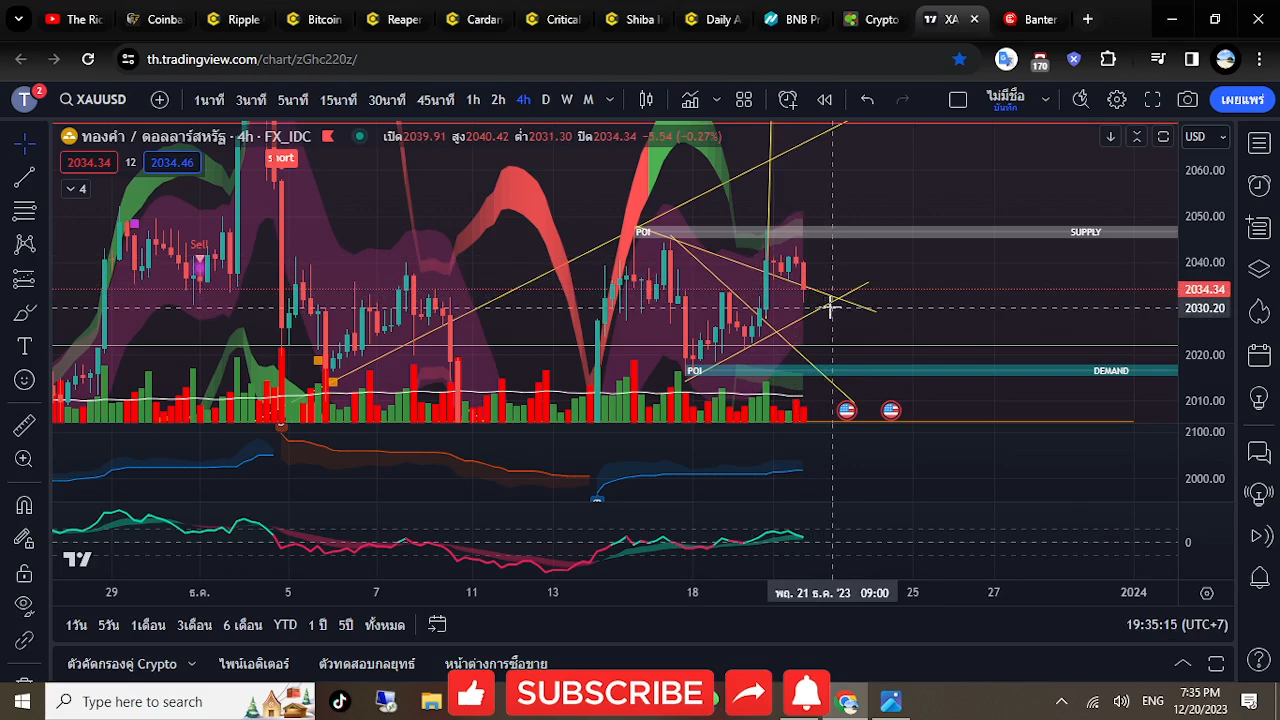 The Ric
Coinba
Ripple
Bitcoin
Reaper
Cardan
Critical
Shiba I
Daily A
BNB Pr
Crypto
XA
Banter
th.tradingview.com/chart/zGhc220z/
170
T
2
XAUUSD
1นาที
3นาที
5นาที
15นาที
30นาที
45นาที
1h
2h
4h
D
W
M
ไม่มีชื่อ
บันทึก
เผยแพร่
ทองคำ / ดอลลาร์สหรัฐ · 4h · FX_IDC
เปิด2039.91 สูง2040.42 ต่ำ2031.30 ปิด2034.34 −5.54 (−0.27%)
USD
2034.34
12
2034.46
short
4
2060.00
2050.00
2040.00
2034.34
2030.20
2020.00
2010.00
2100.00
2000.00
0
Sell
POI
SUPPLY
POI
DEMAND
29
ธ.ค.
5
7
11
13
18
พฤ. 21 ธ.ค. '23 09:00
25
27
2024
1วัน
5วัน
1เดือน
3เดือน
6 เดือน
YTD
1 ปี
5ปี
ทั้งหมด
19:35:15 (UTC+7)
ตัวคัดกรองคู่ Crypto
ไพน์เอดิเตอร์
ตัวทดสอบกลยุทธ์
หน้าต่างการซื้อขาย
SUBSCRIBE
Type here to search
ENG
7:35 PM
12/20/2023